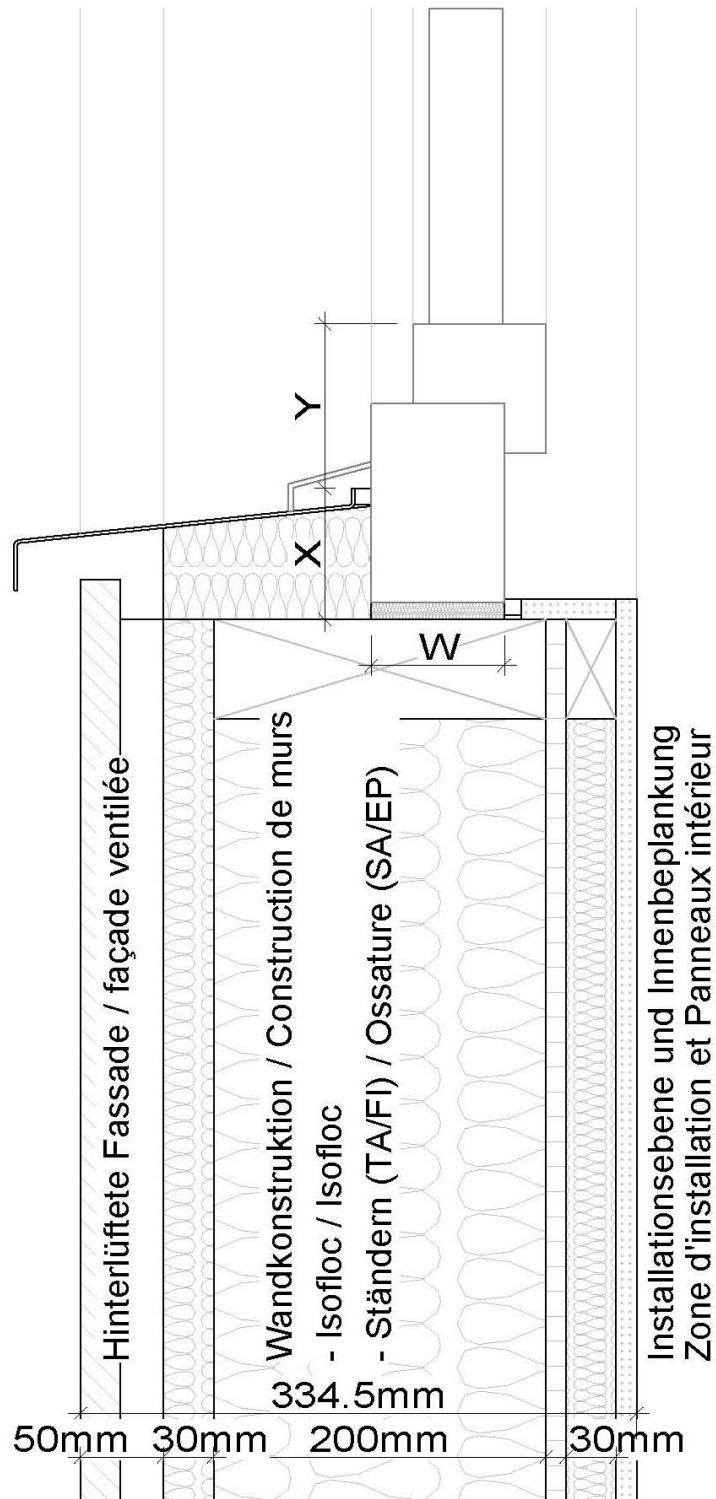 Y
X
W
Hinterlüftete Fassade / façade ventilée
Wandkonstruktion / Construction de murs
- Isofloc / Isofloc
- Ständern (TA/FI) / Ossature (SA/EP)
Installationsebene und Innenbeplankung
Zone d'installation et Panneaux intérieur
334.5mm
50mm 30mm 200mm 30mm